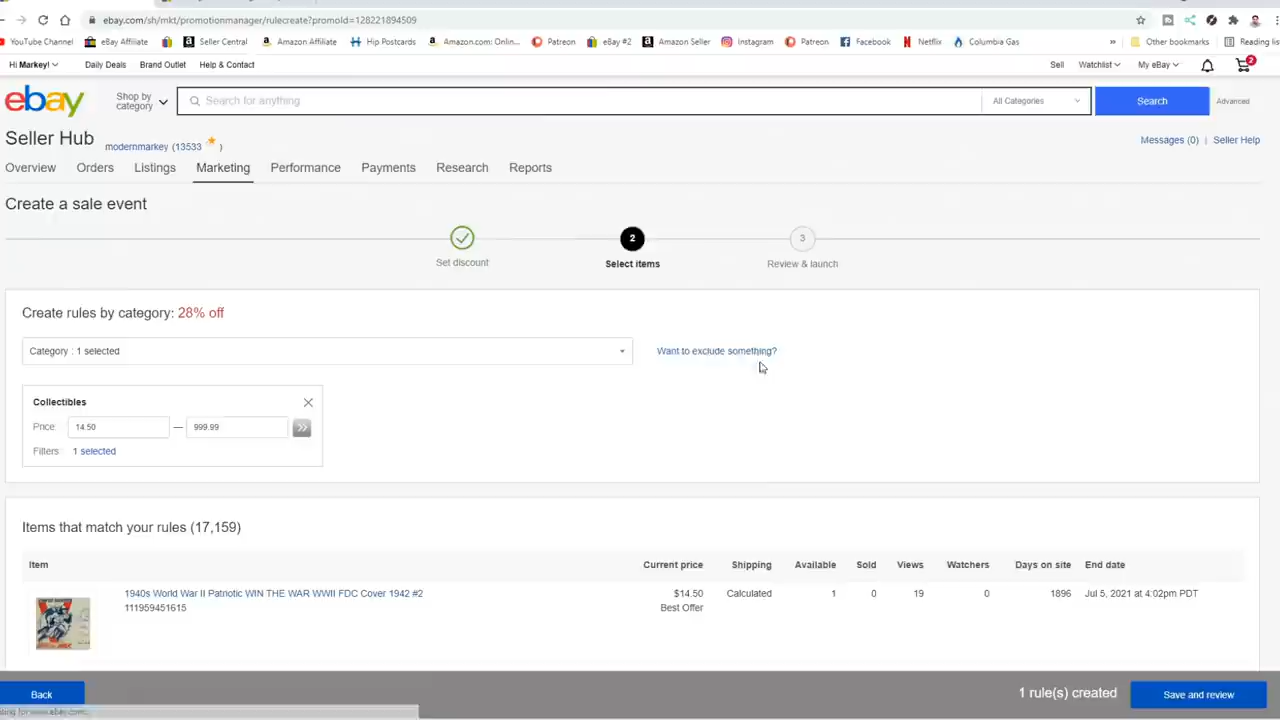 ebay.com/sh/mkt/promotionmanager/rulecreate?promoId=128221894509
YouTube Channel eBay Affiliate Seller Central Amazon Affiliate Hip Postcards Amazon.com: Onlin... Patreon eBay #2 Amazon Seller Instagram Patreon Facebook Netflix Columbia Gas » Other bookmarks Reading list
Hi Markey! Daily Deals Brand Outlet Help & Contact Sell Watchlist My eBay 2
ebay Shop by category Search for anything All Categories Search Advanced
Seller Hub modernmarkey (13533 ) Messages (0) | Seller Help
Overview Orders Listings Marketing Performance Payments Research Reports
Create a sale event
2 3
Set discount Select items Review & launch
Create rules by category: 28% off
Category : 1 selected Want to exclude something?
Collectibles
Price: 14.50 — 999.99
Filters 1 selected
Items that match your rules (17,159)
Item Current price Shipping Available Sold Views Watchers Days on site End date
1940s World War II Patriotic WIN THE WAR WWII FDC Cover 1942 #2 $14.50 Calculated 1 0 19 0 1896 Jul 5, 2021 at 4:02pm PDT
111959451615 Best Offer
Back 1 rule(s) created Save and review